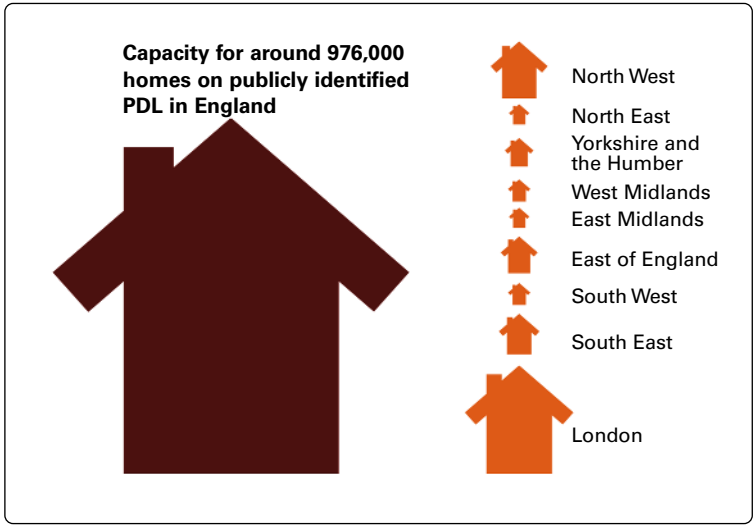 Capacity for around 976,000
homes on publicly identified
PDL in England
North West
North East
Yorkshire and
the Humber
West Midlands
East Midlands
East of England
South West
South East
London